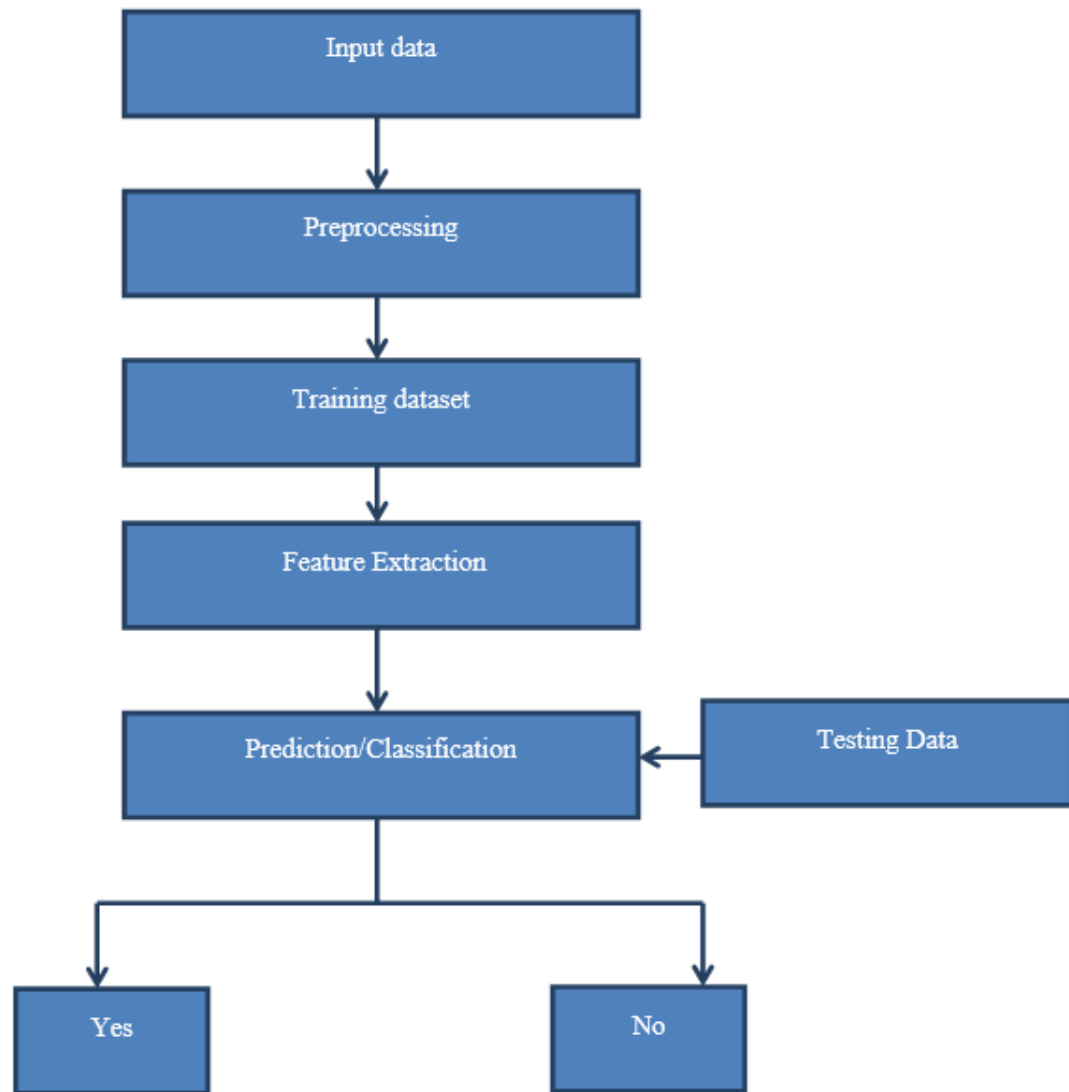 Input data
Preprocessing
Training dataset
Feature Extraction
Prediction/Classification
Testing Data
Yes
No